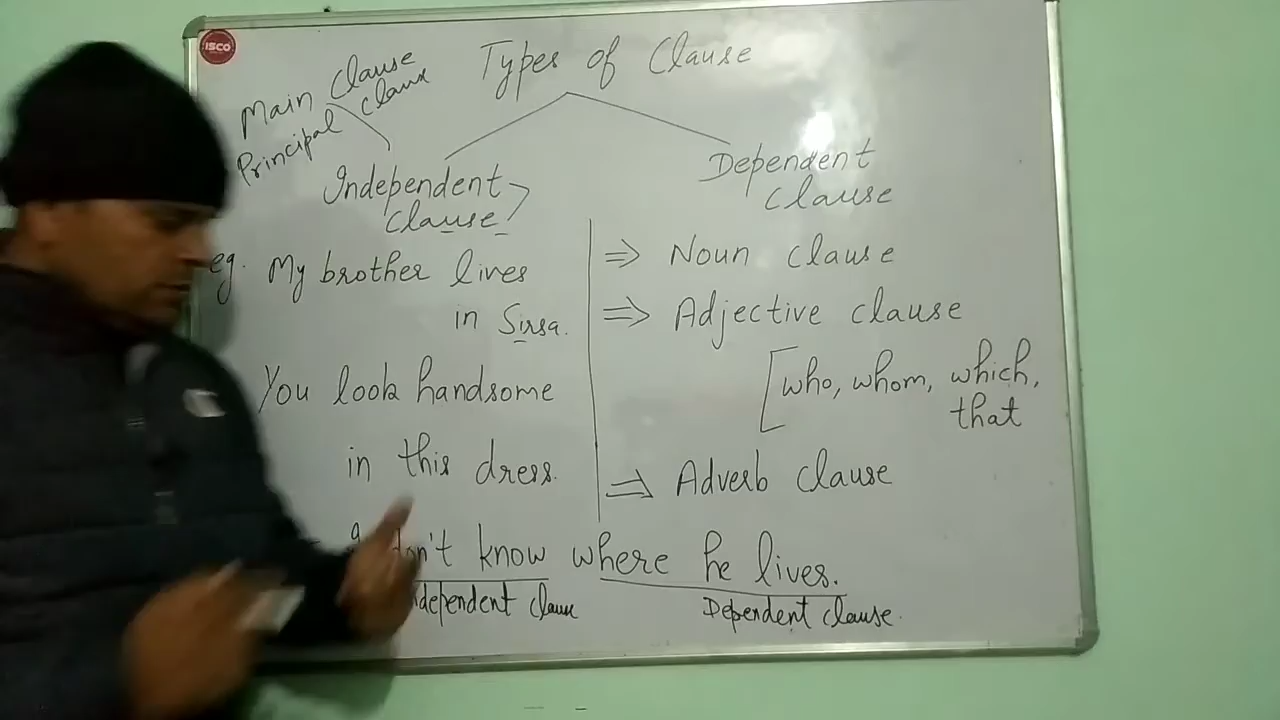 ISCO
Types of Clause
Main Clause
Principal Clause
Independent
Clause
Dependent
Clause
eg. My brother lives
in Sirsa.
You look handsome
in this dress.
⇒ Noun clause
⇒ Adjective clause
[who, whom, which,
that
⇒ Adverb clause
don't know where he lives.
dependent clause
Dependent clause.